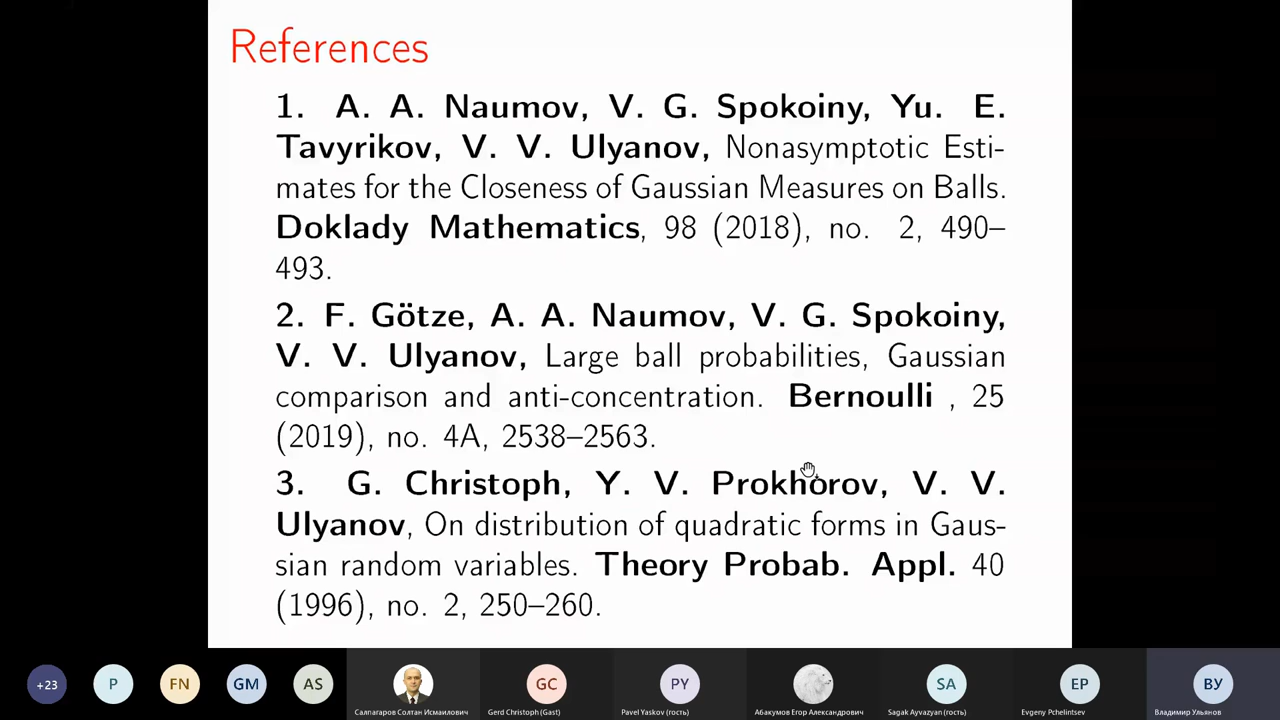 References
1. A. A. Naumov, V. G. Spokoiny, Yu. E.
Tavyrikov, V. V. Ulyanov, Nonasymptotic Esti-
mates for the Closeness of Gaussian Measures on Balls.
Doklady Mathematics, 98 (2018), no. 2, 490–
493.
2. F. Götze, A. A. Naumov, V. G. Spokoiny,
V. V. Ulyanov, Large ball probabilities, Gaussian
comparison and anti-concentration. Bernoulli , 25
(2019), no. 4A, 2538–2563.
3. G. Christoph, Y. V. Prokhorov, V. V.
Ulyanov, On distribution of quadratic forms in Gaus-
sian random variables. Theory Probab. Appl. 40
(1996), no. 2, 250–260.
+23 P FN GM AS GC PY SA EP ВУ
Салпагаров Солтан Исмаилович Gerd Christoph (Gast) Pavel Yaskov (гость) Абакумов Егор Александрович Sagak Ayvazyan (гость) Evgeny Pchelintsev Владимир Ульянов